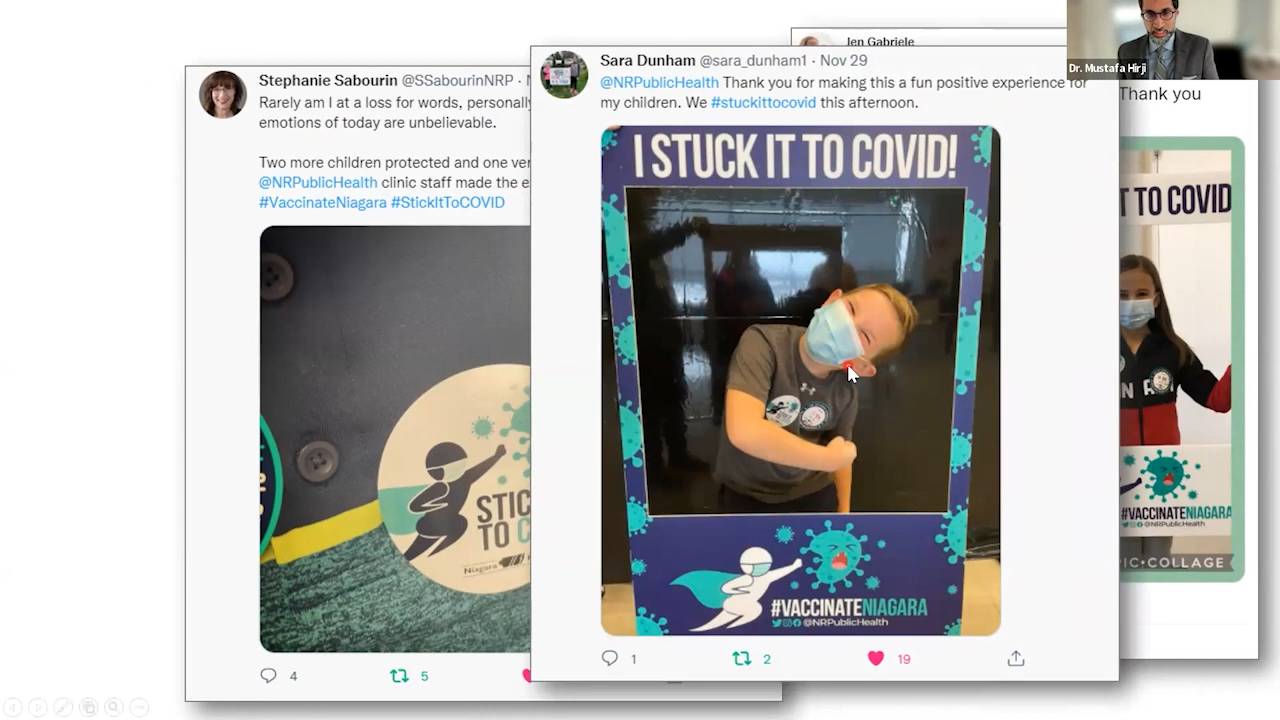 Stephanie Sabourin @SSabourinNRP ·
Rarely am I at a loss for words, personally
emotions of today are unbelievable.
Two more children protected and one
@NRPublicHealth clinic staff made the
#VaccinateNiagara #StickItToCOVID
STIC
TO C
Niagara
4
5
Sara Dunham @sara_dunham1 · Nov 29
@NRPublicHealth Thank you for making this a fun positive experience for
my children. We #stuckittocovid this afternoon.
I STUCK IT TO COVID!
#VACCINATENIAGARA
@NRPublicHealth
1
2
19
Jen Gabriele
Thank you
T TO COVID
#VACCINATENIAGARA
@NRPublicHealth
PIC•COLLAGE
Dr. Mustafa Hirji